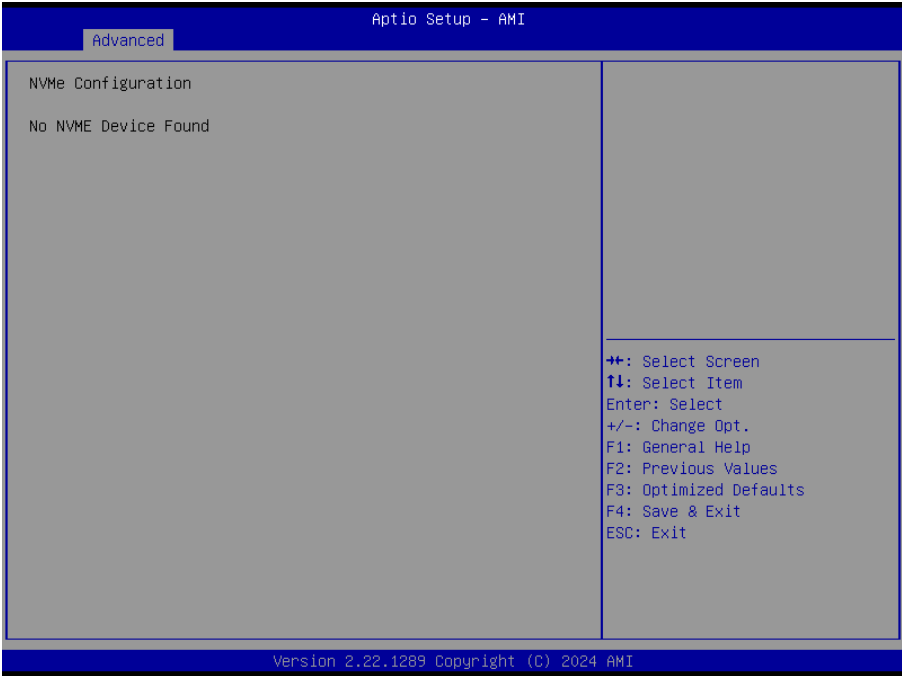 Aptio Setup - AMI
Advanced
NVMe Configuration
No NVME Device Found
→←: Select Screen
↑↓: Select Item
Enter: Select
+/-: Change Opt.
F1: General Help
F2: Previous Values
F3: Optimized Defaults
F4: Save & Exit
ESC: Exit
Version 2.22.1289 Copyright (C) 2024 AMI